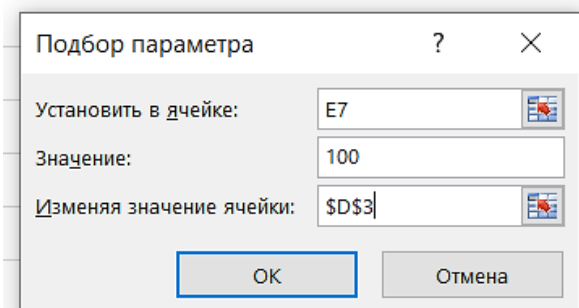 Подбор параметра ? ×
Установить в ячейке: E7
Значение: 100
Изменяя значение ячейки: $D$3
ОК Отмена